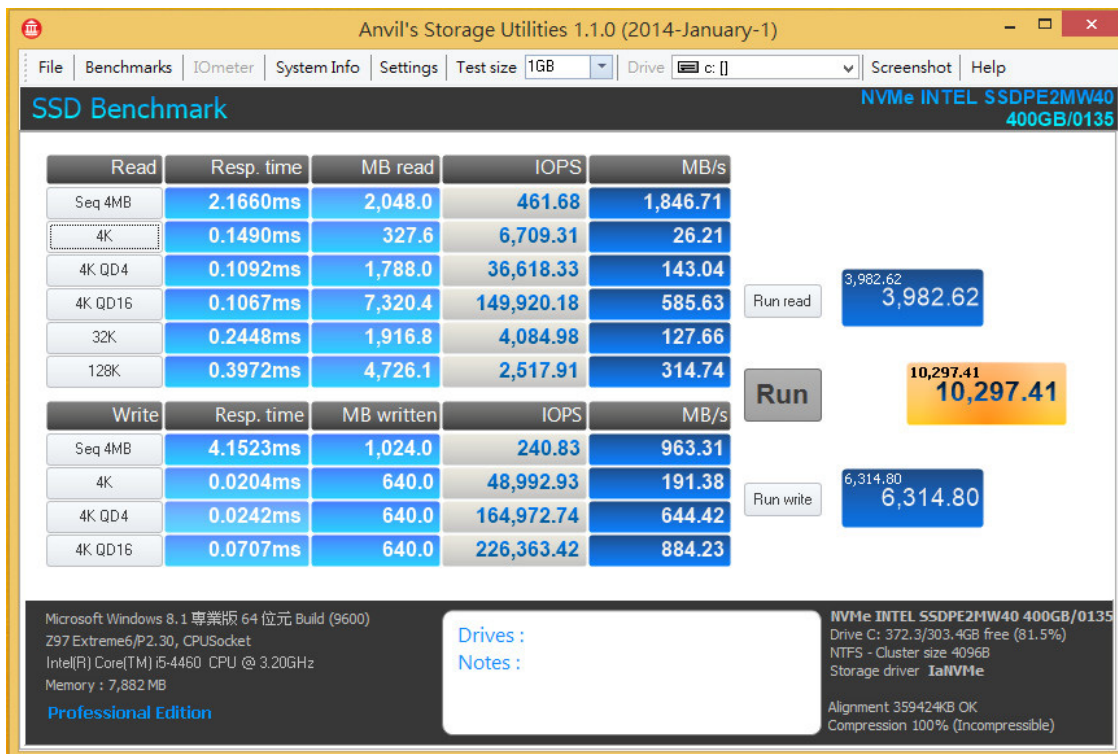 Anvil's Storage Utilities 1.1.0 (2014-January-1)
File Benchmarks IOmeter System Info Settings Test size 1GB Drive c: [] Screenshot Help
SSD Benchmark
NVMe INTEL SSDPE2MW40
400GB/0135
Read Resp. time MB read IOPS MB/s
Seq 4MB 2.1660ms 2,048.0 461.68 1,846.71
4K 0.1490ms 327.6 6,709.31 26.21
4K QD4 0.1092ms 1,788.0 36,618.33 143.04
4K QD16 0.1067ms 7,320.4 149,920.18 585.63
32K 0.2448ms 1,916.8 4,084.98 127.66
128K 0.3972ms 4,726.1 2,517.91 314.74
Run read
3,982.62
3,982.62
Run
10,297.41
10,297.41
Write Resp. time MB written IOPS MB/s
Seq 4MB 4.1523ms 1,024.0 240.83 963.31
4K 0.0204ms 640.0 48,992.93 191.38
4K QD4 0.0242ms 640.0 164,972.74 644.42
4K QD16 0.0707ms 640.0 226,363.42 884.23
Run write
6,314.80
6,314.80
Microsoft Windows 8.1 專業版 64 位元 Build (9600)
Z97 Extreme6/P2.30, CPUSocket
Intel(R) Core(TM) i5-4460 CPU @ 3.20GHz
Memory : 7,882 MB
Professional Edition
Drives :
Notes :
NVMe INTEL SSDPE2MW40 400GB/0135
Drive C: 372.3/303.4GB free (81.5%)
NTFS - Cluster size 4096B
Storage driver IaNVMe
Alignment 359424KB OK
Compression 100% (Incompressible)